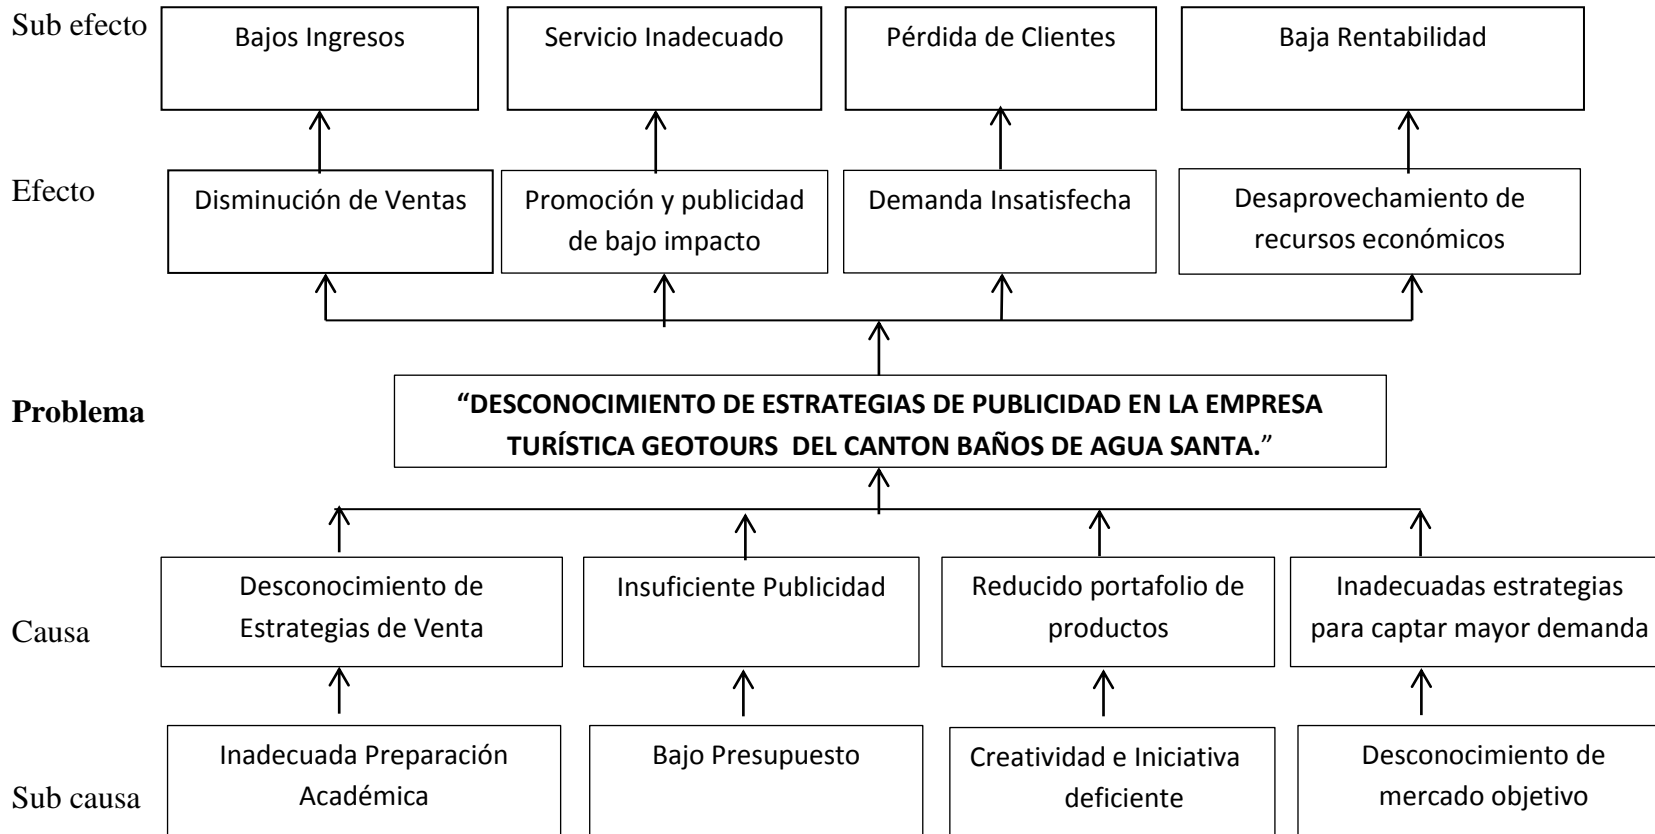 Sub efecto
Bajos Ingresos
Servicio Inadecuado
Pérdida de Clientes
Baja Rentabilidad
Efecto
Disminución de Ventas
Promoción y publicidad
de bajo impacto
Demanda Insatisfecha
Desaprovechamiento de
recursos económicos
Problema
“DESCONOCIMIENTO DE ESTRATEGIAS DE PUBLICIDAD EN LA EMPRESA
TURÍSTICA GEOTOURS DEL CANTON BAÑOS DE AGUA SANTA.”
Causa
Desconocimiento de
Estrategias de Venta
Insuficiente Publicidad
Reducido portafolio de
productos
Inadecuadas estrategias
para captar mayor demanda
Sub causa
Inadecuada Preparación
Académica
Bajo Presupuesto
Creatividad e Iniciativa
deficiente
Desconocimiento de
mercado objetivo